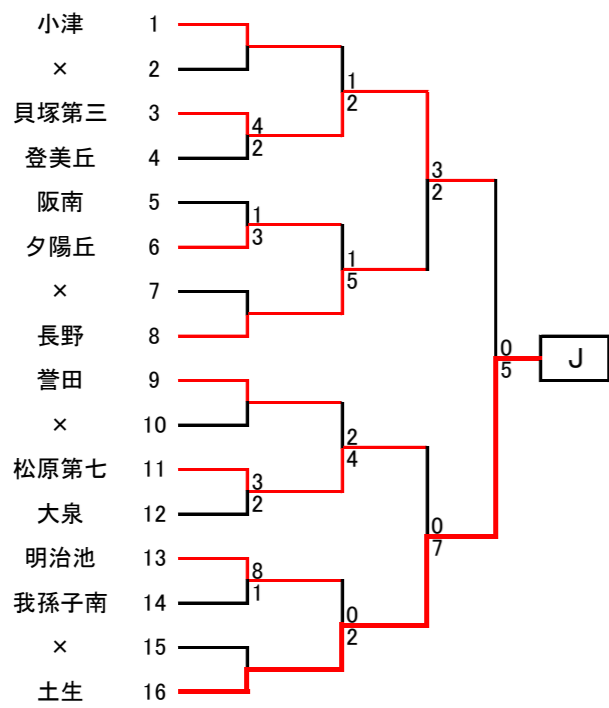 小津 1
× 2
貝塚第三 3
登美丘 4
阪南 5
夕陽丘 6
× 7
長野 8
誉田 9
× 10
松原第七 11
大泉 12
明治池 13
我孫子南 14
× 15
土生 16
4
2
1
3
3
2
8
1
1
2
1
5
2
4
0
2
3
2
0
7
0
5
J